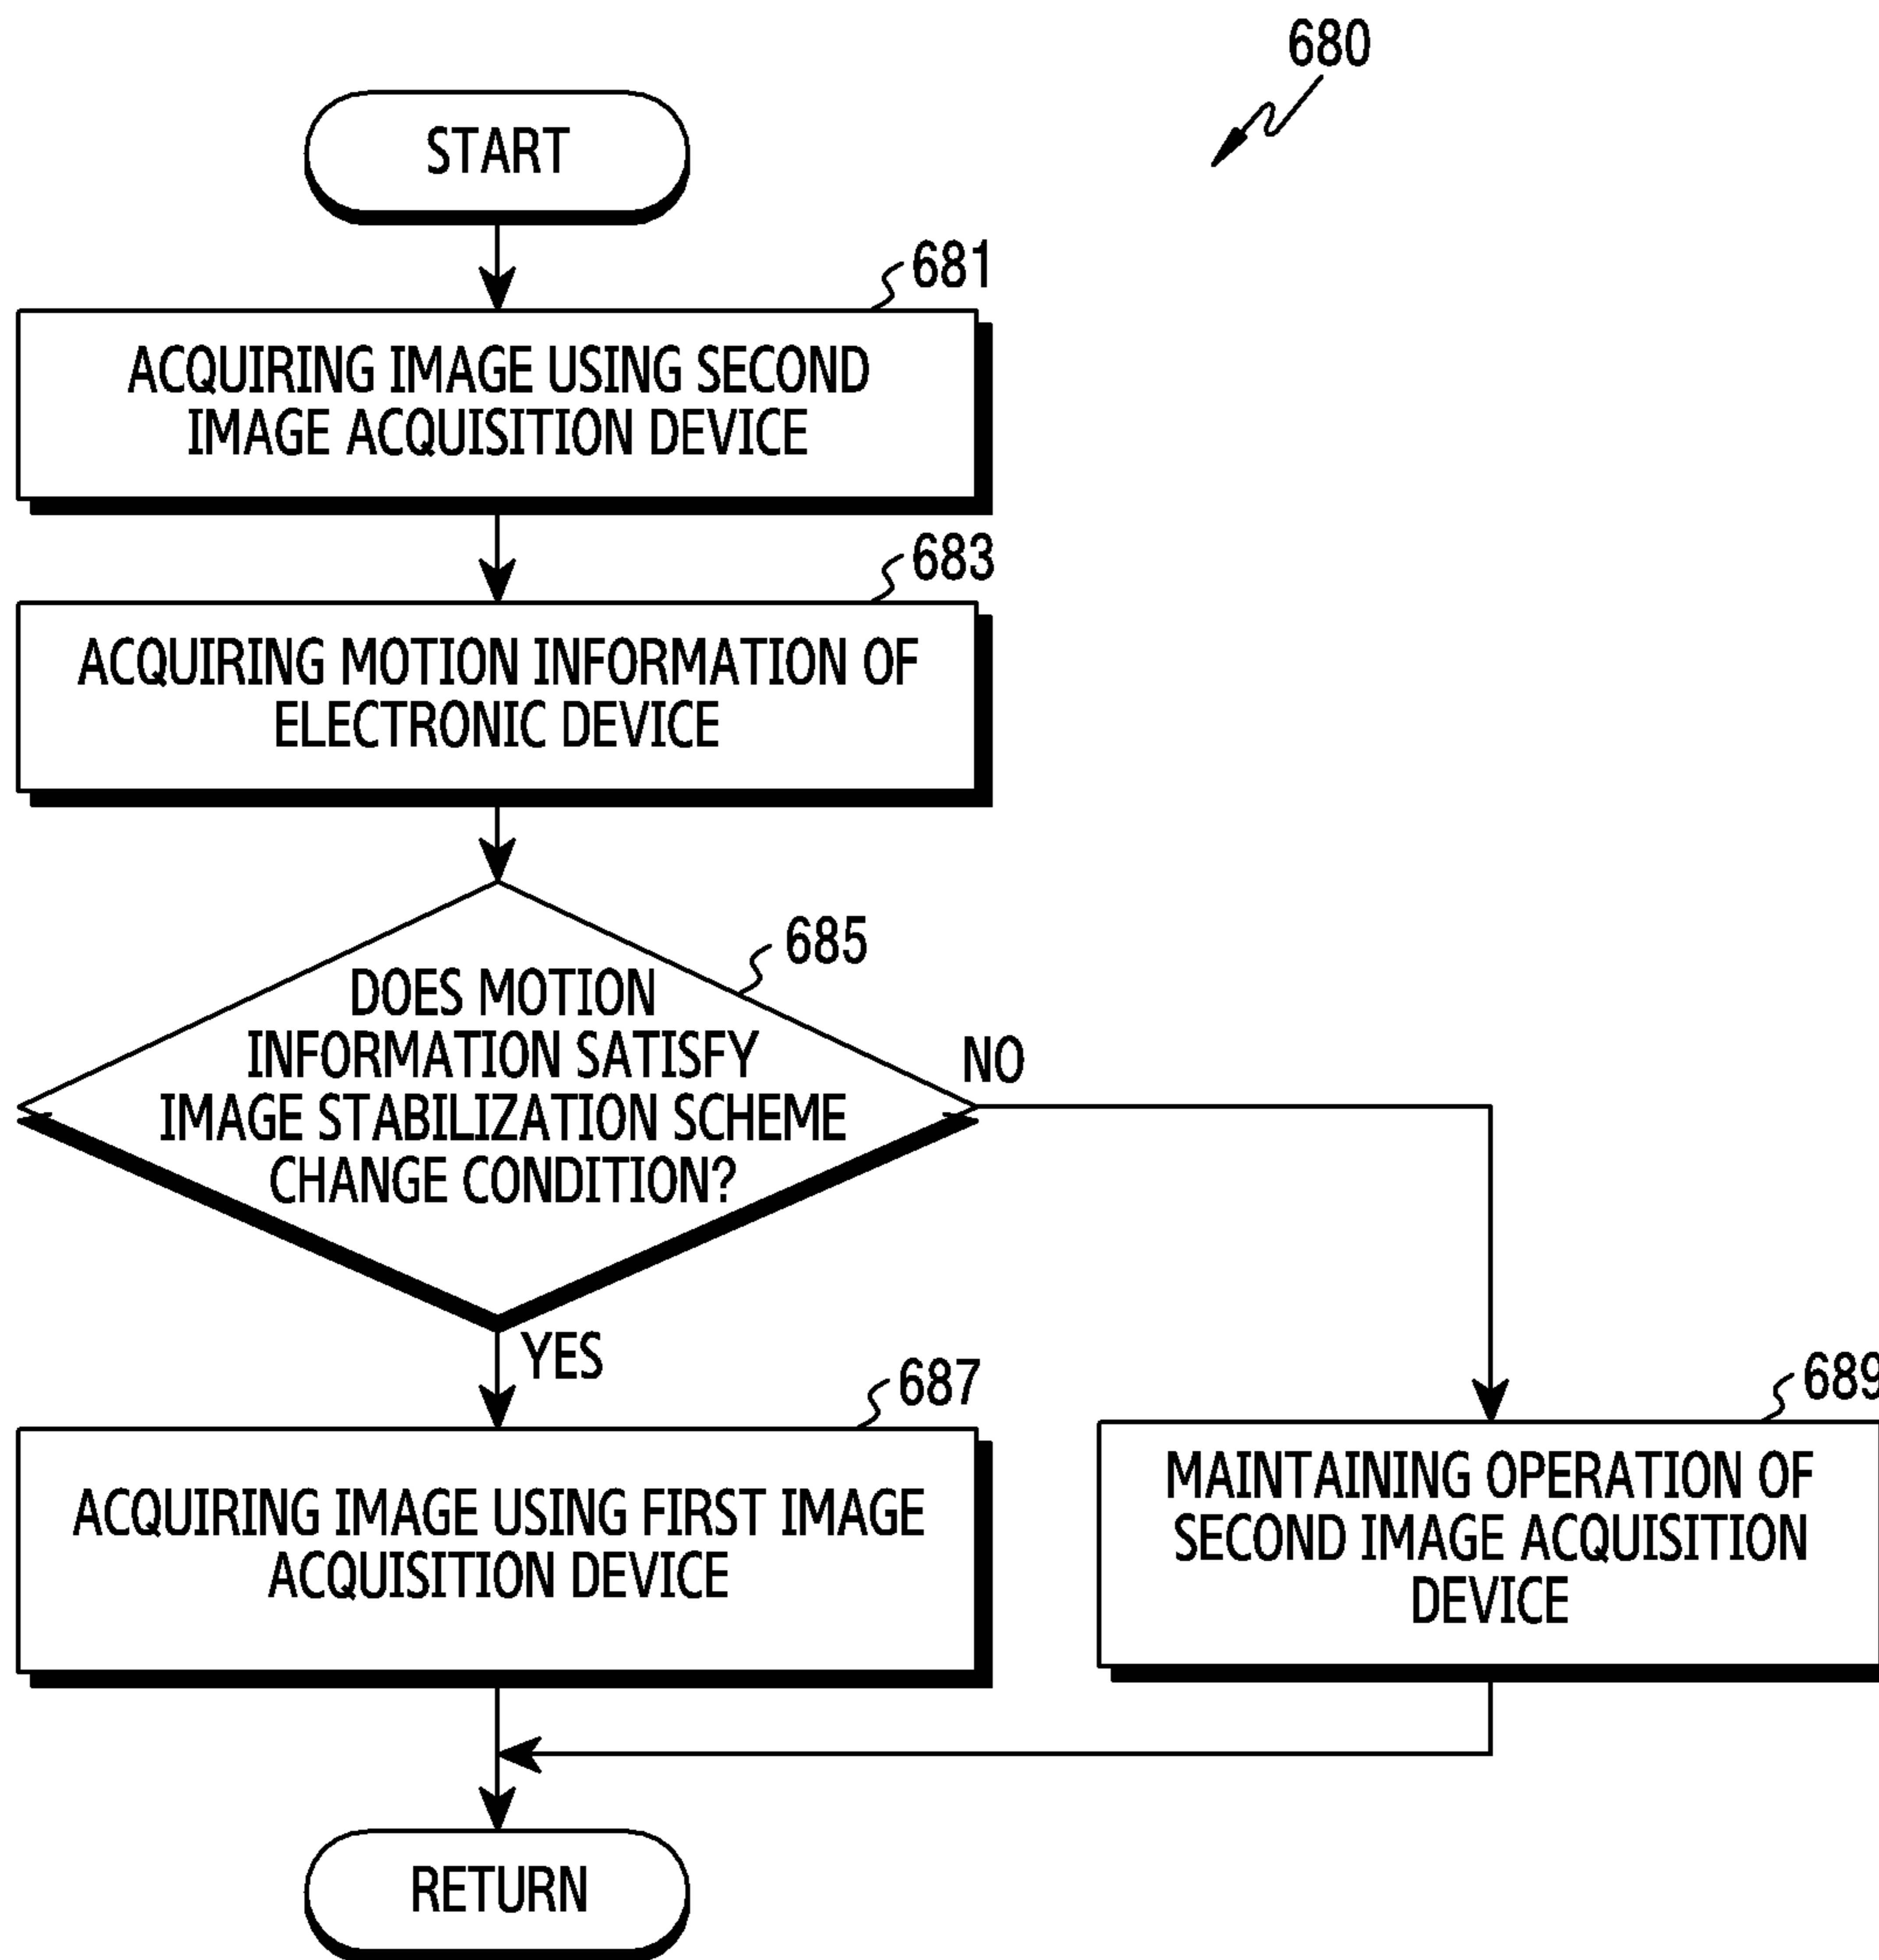 680
START
681
ACQUIRING IMAGE USING SECOND
IMAGE ACQUISITION DEVICE
683
ACQUIRING MOTION INFORMATION OF
ELECTRONIC DEVICE
685
DOES MOTION
INFORMATION SATISFY
IMAGE STABILIZATION SCHEME
CHANGE CONDITION?
NO
YES
687
ACQUIRING IMAGE USING FIRST IMAGE
ACQUISITION DEVICE
689
MAINTAINING OPERATION OF
SECOND IMAGE ACQUISITION
DEVICE
RETURN